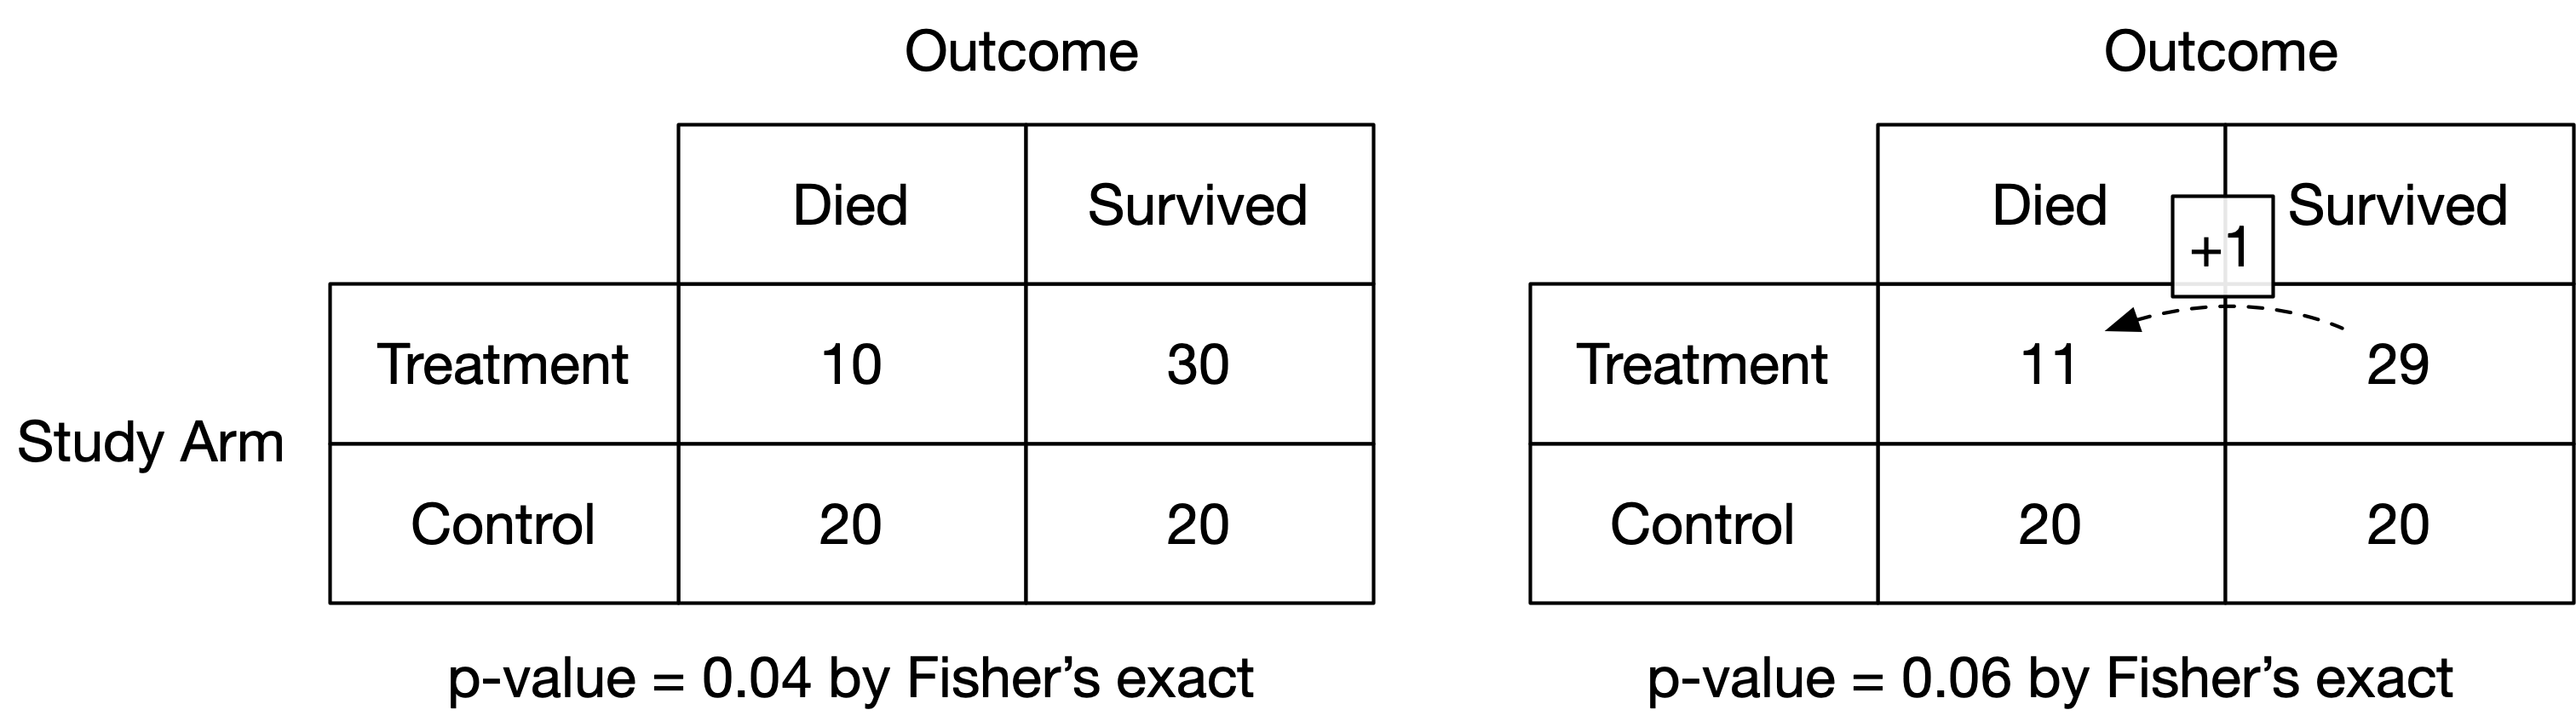 Outcome
Died Survived
Treatment 10 30
Study Arm
Control 20 20
p-value = 0.04 by Fisher’s exact
Outcome
Died Survived
+1
Treatment 11 29
Control 20 20
p-value = 0.06 by Fisher’s exact